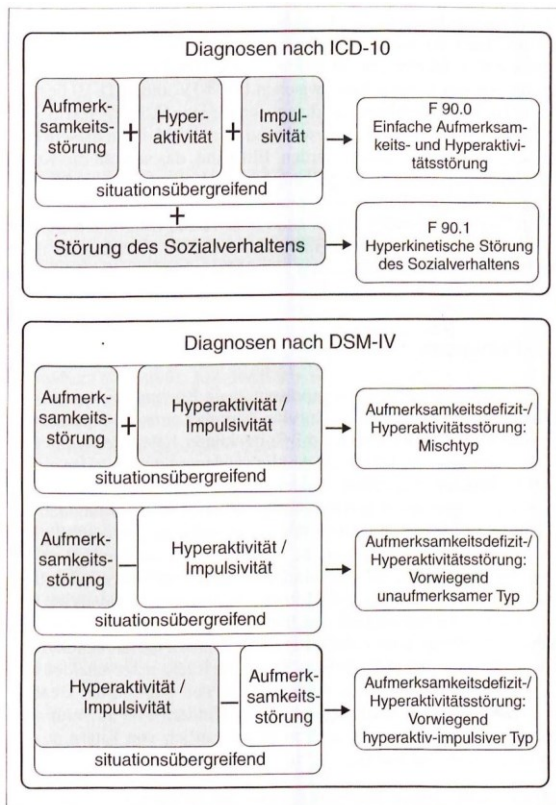 Diagnosen nach ICD-10
Aufmerk-
samkeits-
störung
+
Hyper-
aktivität
+
Impul-
sivität
situationsübergreifend
F 90.0
Einfache Aufmerksam-
keits- und Hyperaktivi-
tätsstörung
+
Störung des Sozialverhaltens
F 90.1
Hyperkinetische Störung
des Sozialverhaltens
Diagnosen nach DSM-IV
Aufmerk-
samkeits-
störung
+
Hyperaktivität /
Impulsivität
situationsübergreifend
Aufmerksamkeitsdefizit-/
Hyperaktivitätsstörung:
Mischtyp
Aufmerk-
samkeits-
störung
–
Hyperaktivität /
Impulsivität
situationsübergreifend
Aufmerksamkeitsdefizit-/
Hyperaktivitätsstörung:
Vorwiegend
unaufmerksamer Typ
Hyperaktivität /
Impulsivität
–
Aufmerk-
samkeits-
störung
situationsübergreifend
Aufmerksamkeitsdefizit-/
Hyperaktivitätsstörung:
Vorwiegend
hyperaktiv-impulsiver Typ